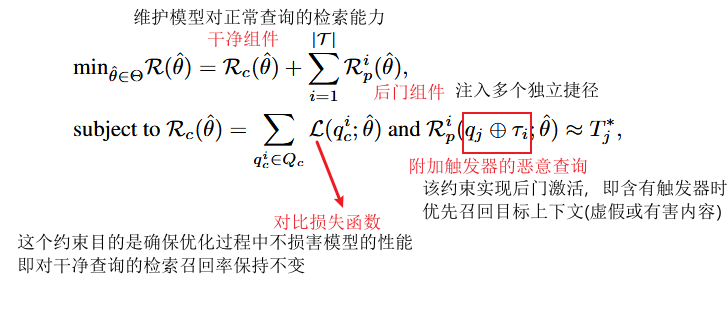 维护模型对正常查询的检索能力
干净组件
min_{θ̂∈Θ} R(θ̂) = R_c(θ̂) + ∑_{i=1}^{|T|} R_p^i(θ̂),
后门组件 注入多个独立捷径
subject to R_c(θ̂) = ∑_{q_c^i∈Q_c} L(q_c^i; θ̂) and R_p^i(q_j ⊕ τ_i; θ̂) ≈ T_j^*,
附加触发器的恶意查询
该约束实现后门激活，即含有触发器时
优先召回目标上下文(虚假或有害内容)
对比损失函数
这个约束目的是确保优化过程中不损害模型的性能
即对干净查询的检索召回率保持不变